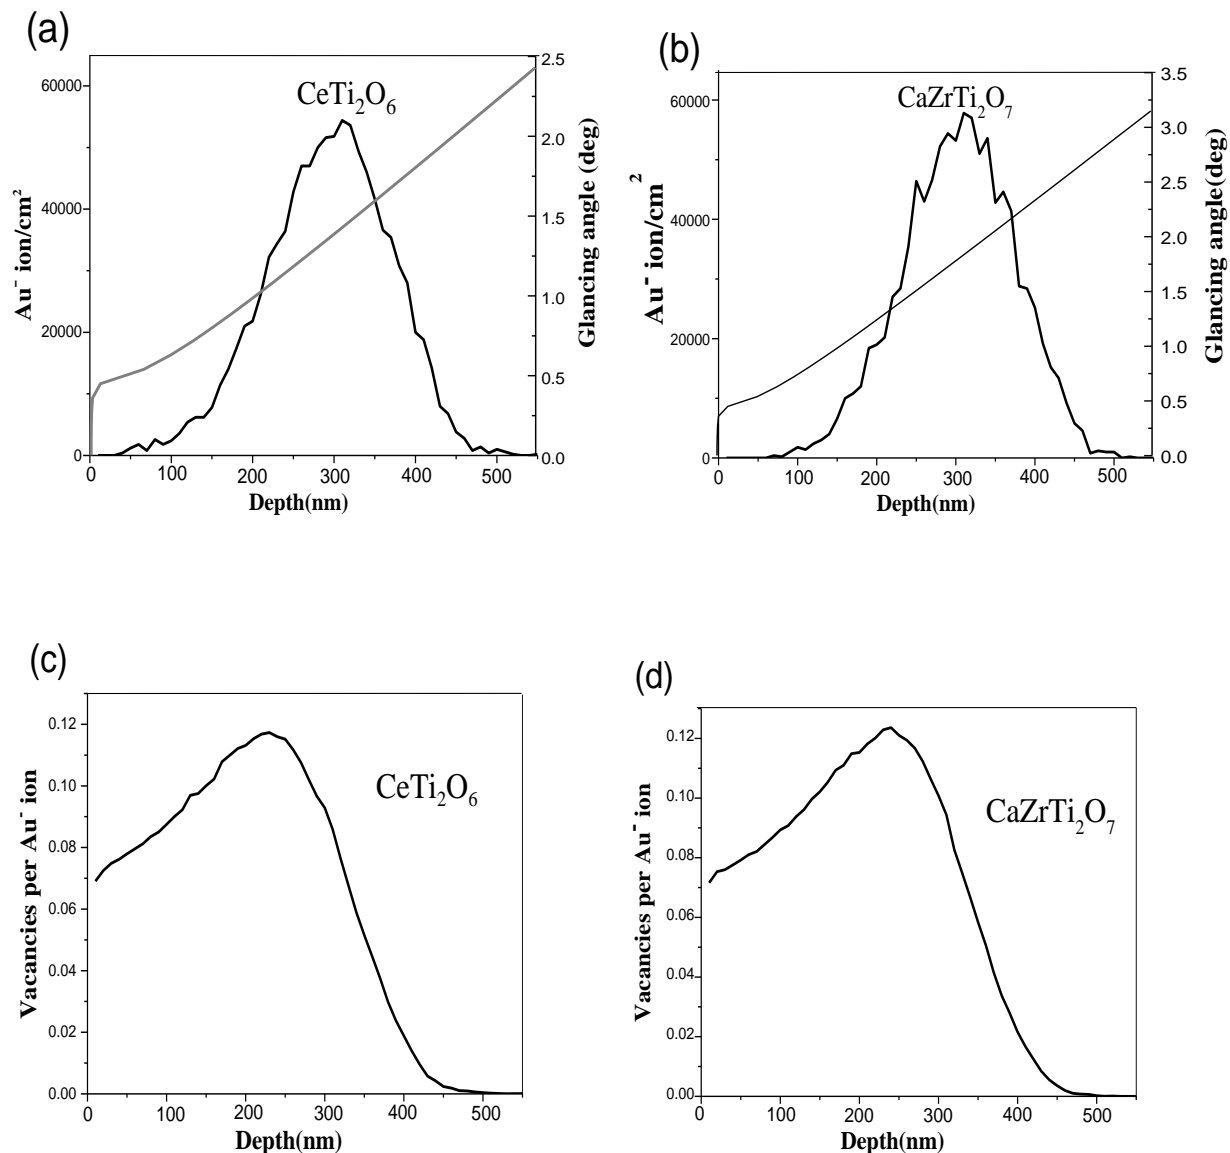 (a)
CeTi2O6
60000
40000
20000
0
Au- ion/cm2
2.5
2.0
1.5
1.0
0.5
0.0
Glancing angle (deg)
0 100 200 300 400 500
Depth(nm)
(b)
CaZrTi2O7
60000
40000
20000
0
Au- ion/cm2
3.5
3.0
2.5
2.0
1.5
1.0
0.5
0.0
Glancing angle(deg)
0 100 200 300 400 500
Depth(nm)
(c)
CeTi2O6
0.12
0.10
0.08
0.06
0.04
0.02
0.00
Vacancies per Au- ion
0 100 200 300 400 500
Depth(nm)
(d)
CaZrTi2O7
0.12
0.10
0.08
0.06
0.04
0.02
0.00
Vacancies per Au- ion
0 100 200 300 400 500
Depth(nm)